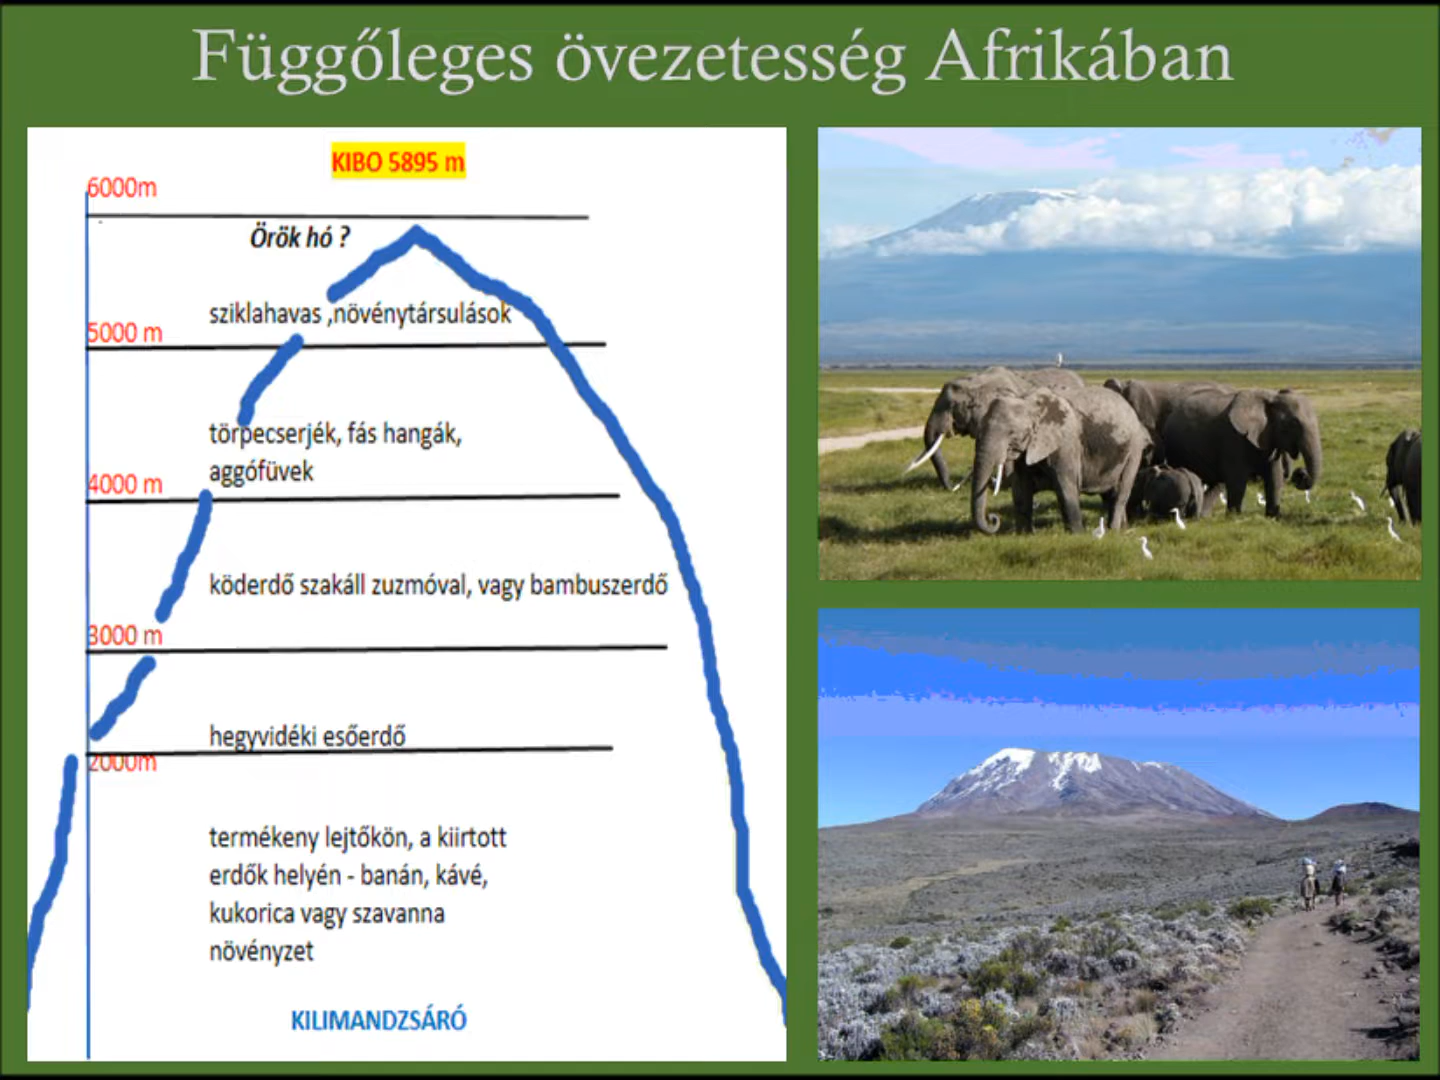 Függőleges övezetesség Afrikában
KIBO 5895 m
6000m
Örök hó ?
sziklahavas ,növénytársulások
5000 m
törpecserjék, fás hangák,
aggófüvek
4000 m
köderdő szakáll zuzmóval, vagy bambuszerdő
3000 m
hegyvidéki esőerdő
2000m
termékeny lejtőkön, a kiirtott
erdők helyén - banán, kávé,
kukorica vagy szavanna
növényzet
KILIMANDZSÁRÓ